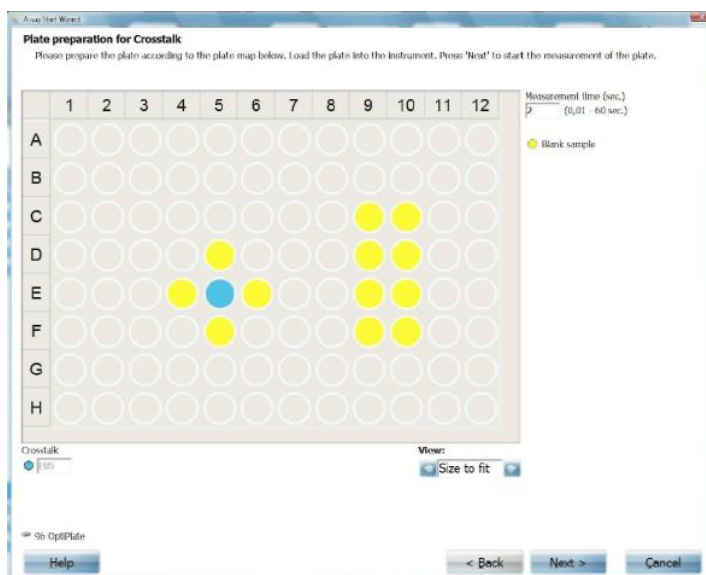 Assay Start Wizard
Plate preparation for Crosstalk
Please prepare the plate according to the plate map below. Load the plate into the instrument. Press 'Next' to start the measurement of the plate.
Measurement time (sec.)
2 (0,01 - 60 sec.)
Blank sample
1 2 3 4 5 6 7 8 9 10 11 12
A
B
C
D
E
F
G
H
Crosstalk
E05
View:
Size to fit
96 OptiPlate
Help
< Back
Next >
Cancel